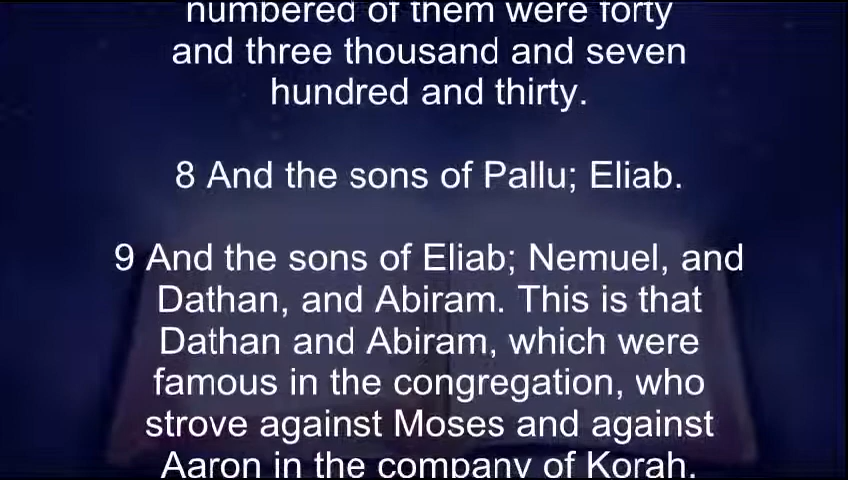 numbered of them were forty
and three thousand and seven
hundred and thirty.
8 And the sons of Pallu; Eliab.
9 And the sons of Eliab; Nemuel, and
Dathan, and Abiram. This is that
Dathan and Abiram, which were
famous in the congregation, who
strove against Moses and against
Aaron in the company of Korah,